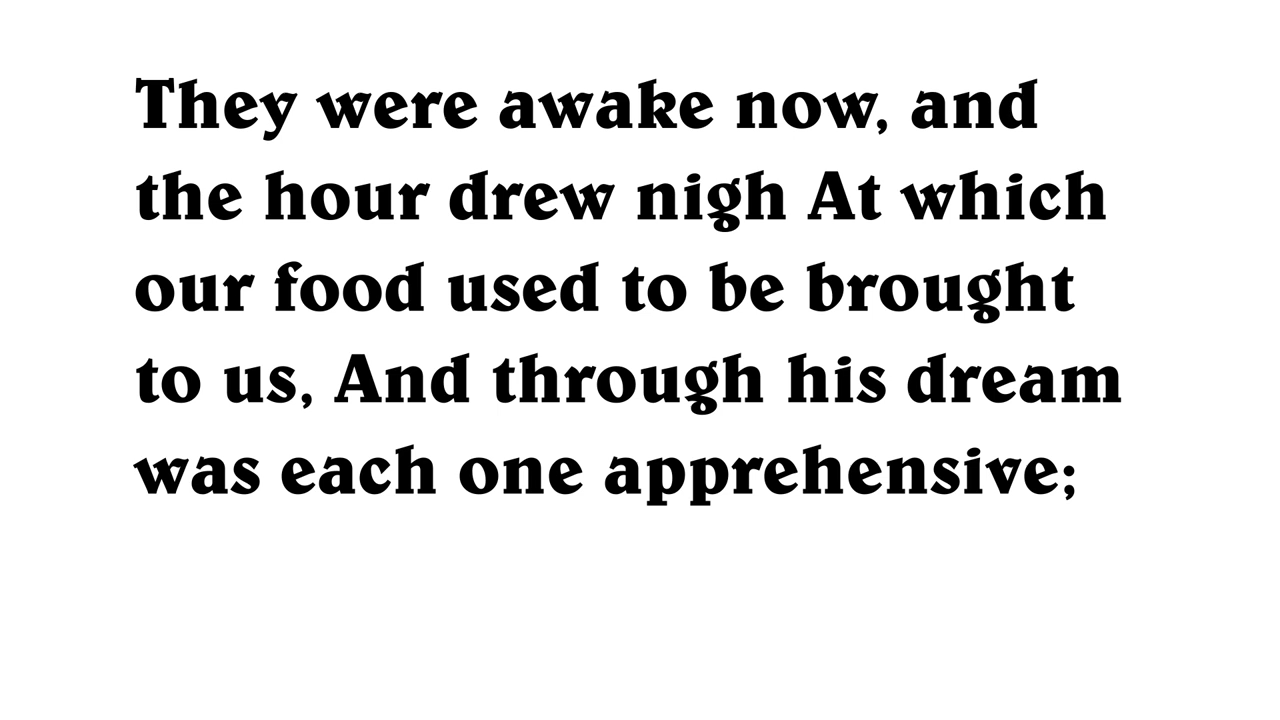 They were awake now, and
the hour drew nigh At which
our food used to be brought
to us, And through his dream
was each one apprehensive;